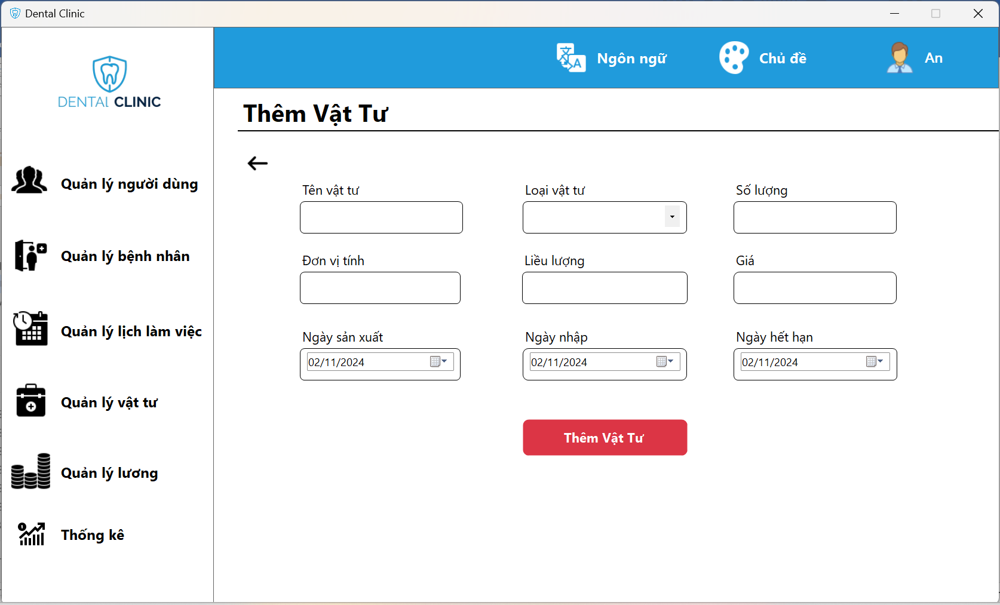 Dental Clinic
DENTAL CLINIC
Ngôn ngữ
Chủ đề
An
Thêm Vật Tư
Quản lý người dùng
Quản lý bệnh nhân
Quản lý lịch làm việc
Quản lý vật tư
Quản lý lương
Thống kê
Tên vật tư
Loại vật tư
Số lượng
Đơn vị tính
Liều lượng
Giá
Ngày sản xuất
Ngày nhập
Ngày hết hạn
02/11/2024
02/11/2024
02/11/2024
Thêm Vật Tư